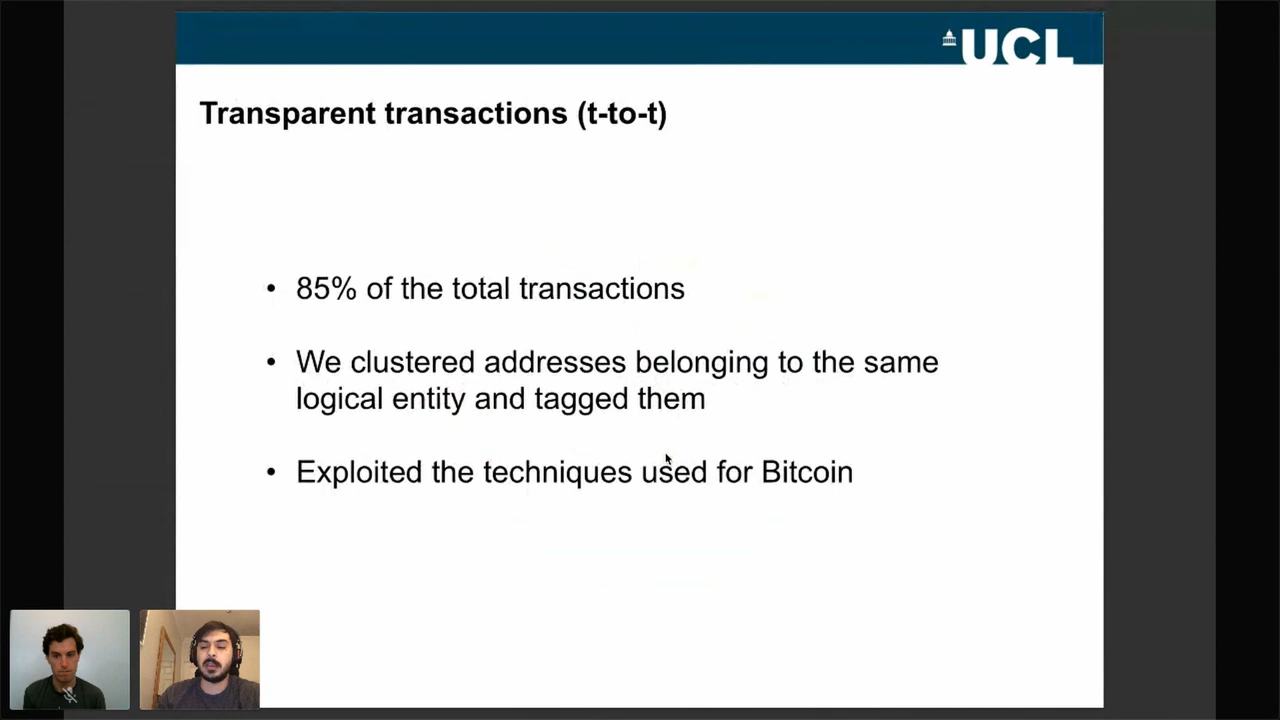 UCL
Transparent transactions (t-to-t)
• 85% of the total transactions
• We clustered addresses belonging to the same
logical entity and tagged them
• Exploited the techniques used for Bitcoin